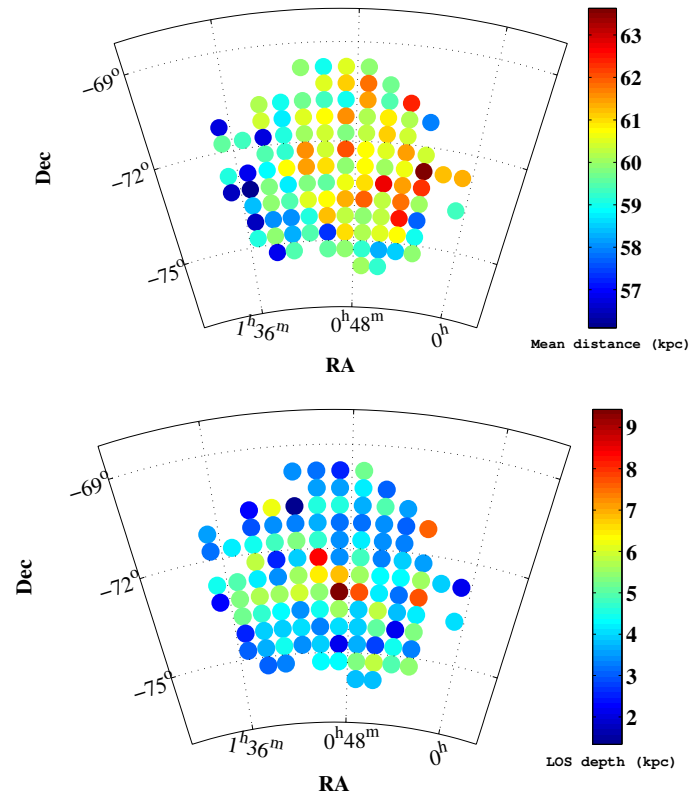 63
−69°
62
61
Dec
−72°
60
59
58
−75°
57
1ʰ36ᵐ
0ʰ48ᵐ
0ʰ
Mean distance (kpc)
RA
9
8
−69°
7
6
Dec
−72°
5
4
3
−75°
2
1ʰ36ᵐ
0ʰ48ᵐ
0ʰ
LOS depth (kpc)
RA